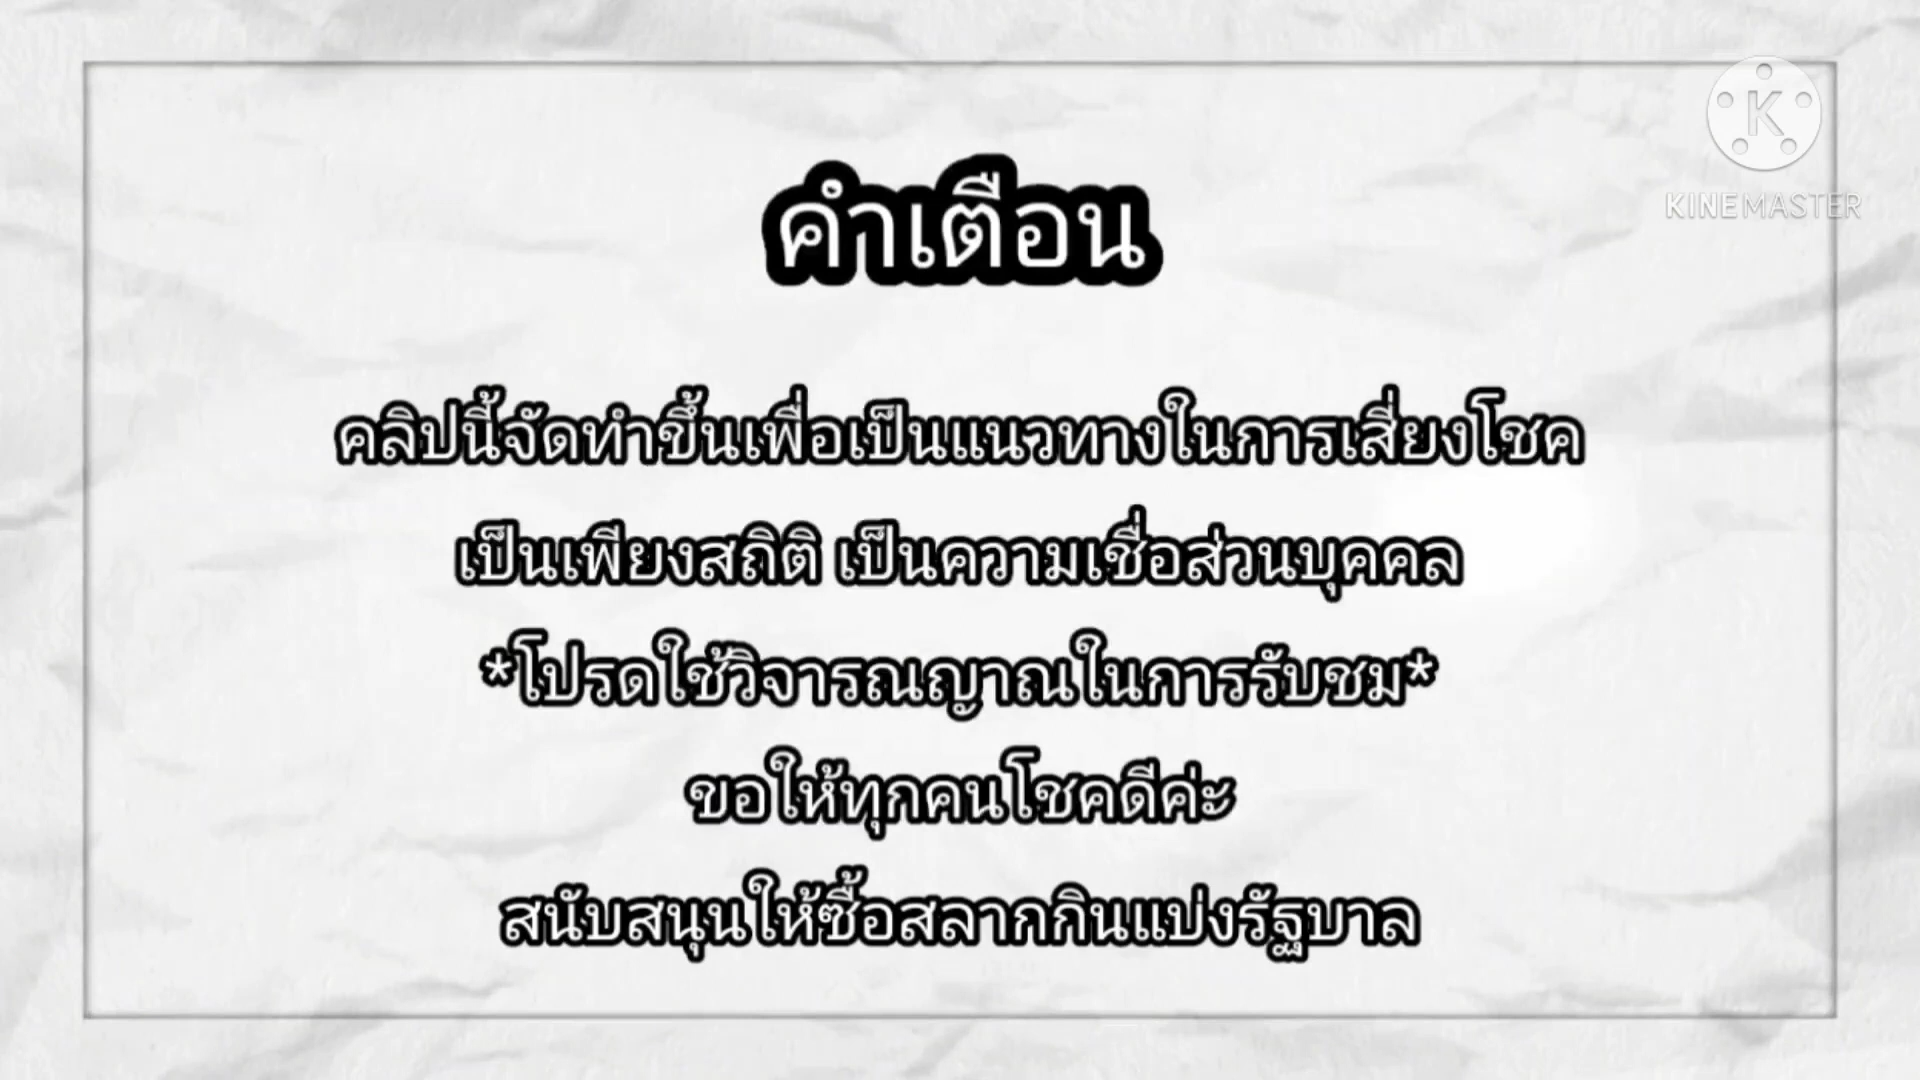 K
KINEMASTER
คำเตือน
คลิปนี้จัดทำขึ้นเพื่อเป็นแนวทางในการเสี่ยงโชค
เป็นเพียงสถิติ เป็นความเชื่อส่วนบุคคล
*โปรดใช้วิจารณญาณในการรับชม*
ขอให้ทุกคนโชคดีค่ะ
สนับสนุนให้ซื้อสลากกินแบ่งรัฐบาล